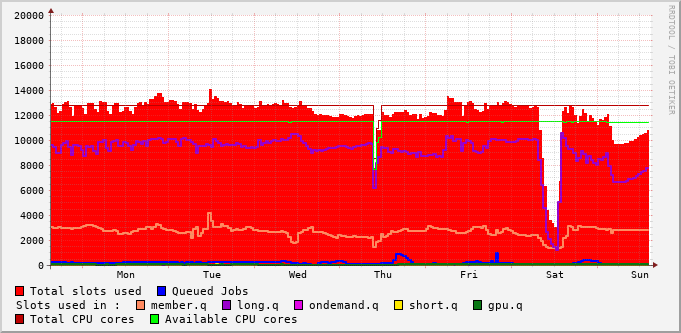 RRDTOOL / TOBI OETIKER
20000
18000
16000
14000
12000
10000
8000
6000
4000
2000
0
Mon Tue Wed Thu Fri Sat Sun
Total slots used Queued Jobs
Slots used in : member.q long.q ondemand.q short.q gpu.q
Total CPU cores Available CPU cores